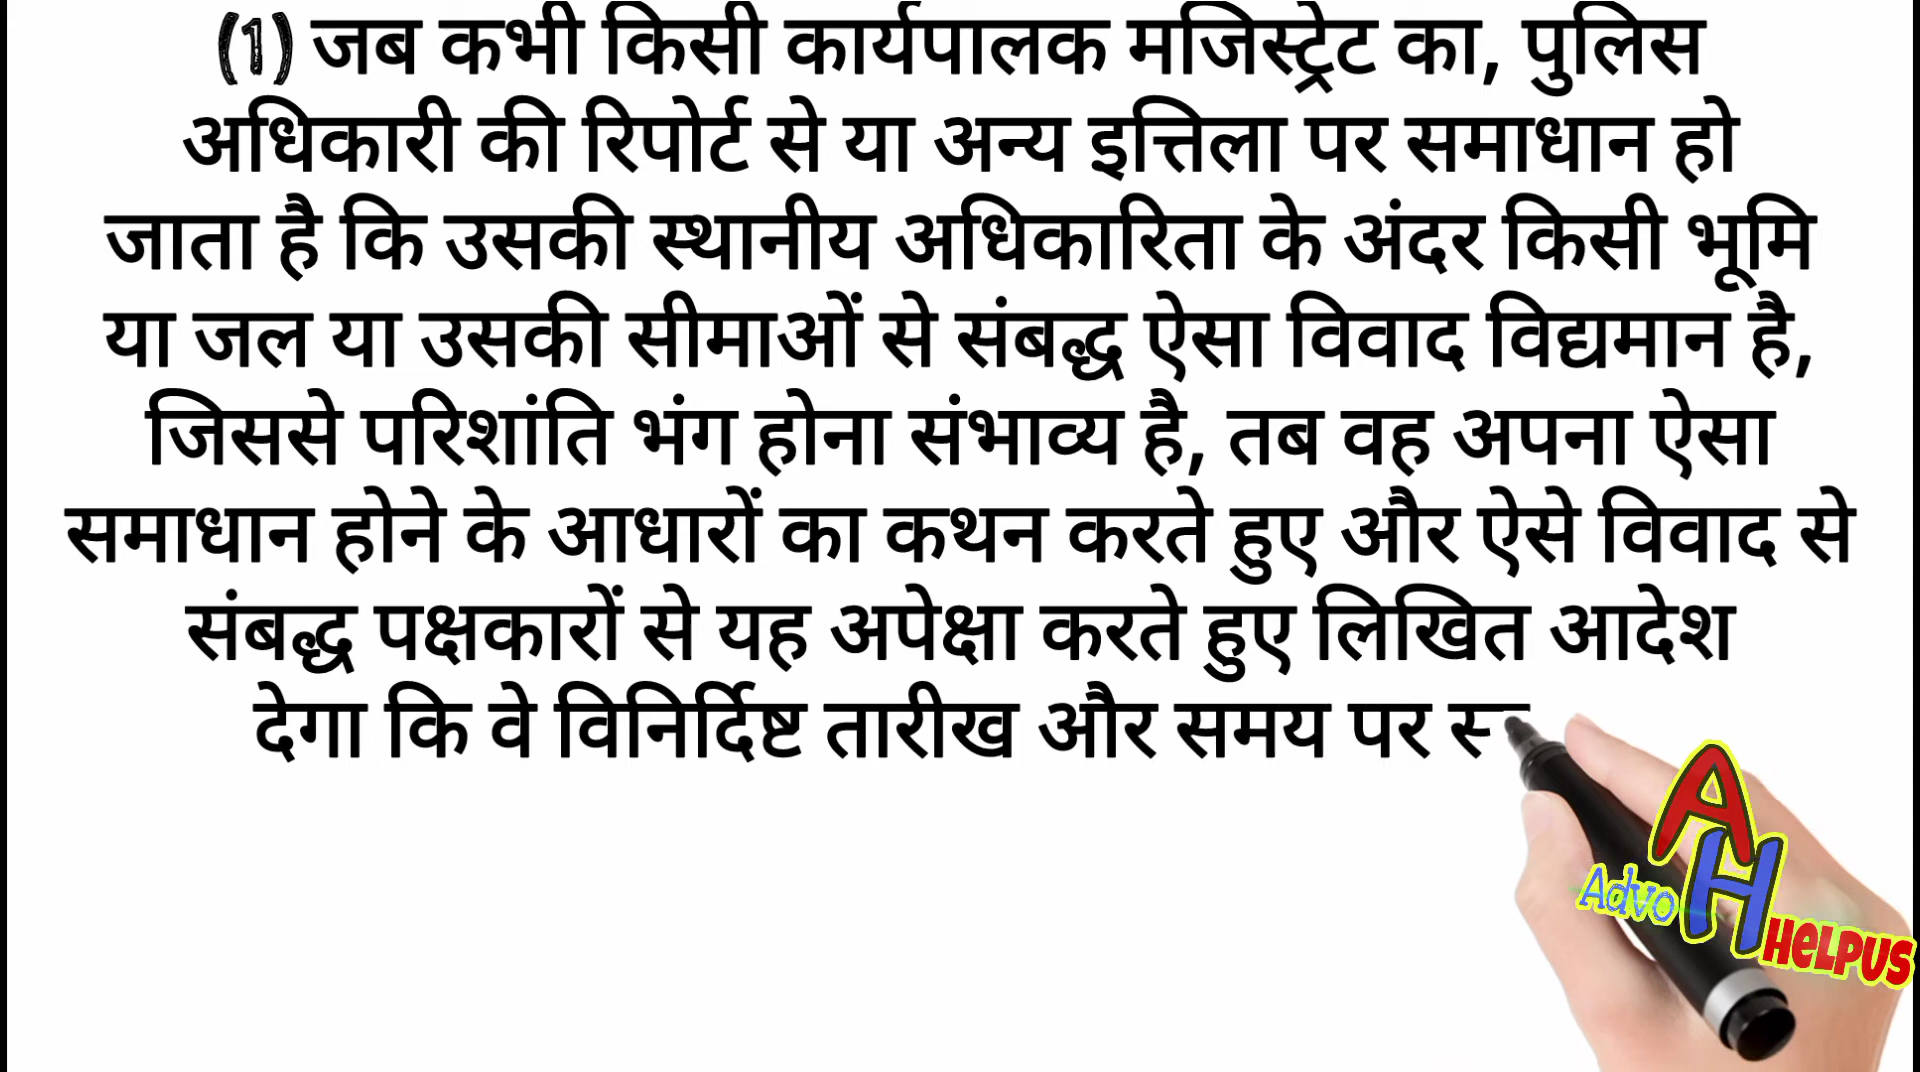 (1) जब कभी किसी कार्यपालक मजिस्ट्रेट का, पुलिस
अधिकारी की रिपोर्ट से या अन्य इत्तिला पर समाधान हो
जाता है कि उसकी स्थानीय अधिकारिता के अंदर किसी भूमि
या जल या उसकी सीमाओं से संबद्ध ऐसा विवाद विद्यमान है,
जिससे परिशांति भंग होना संभाव्य है, तब वह अपना ऐसा
समाधान होने के आधारों का कथन करते हुए और ऐसे विवाद से
संबद्ध पक्षकारों से यह अपेक्षा करते हुए लिखित आदेश
देगा कि वे विनिर्दिष्ट तारीख और समय पर
AH
Advo HELPUS